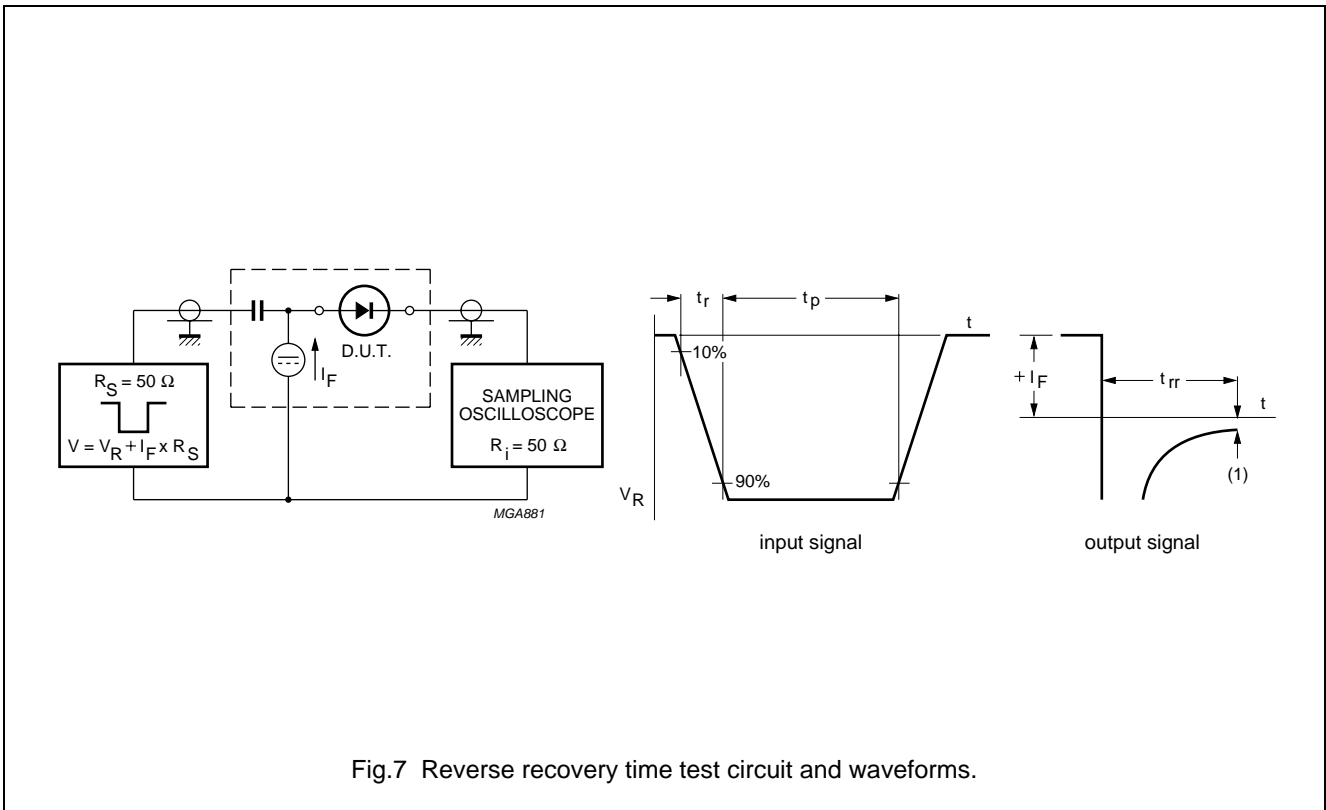 R_S = 50 Ω
V = V_R + I_F x R_S
I_F
D.U.T.
SAMPLING
OSCILLOSCOPE
R_i = 50 Ω
MGA881
t_r
t_p
t
10%
90%
V_R
input signal
+ I_F
t_rr
t
(1)
output signal
Fig.7 Reverse recovery time test circuit and waveforms.